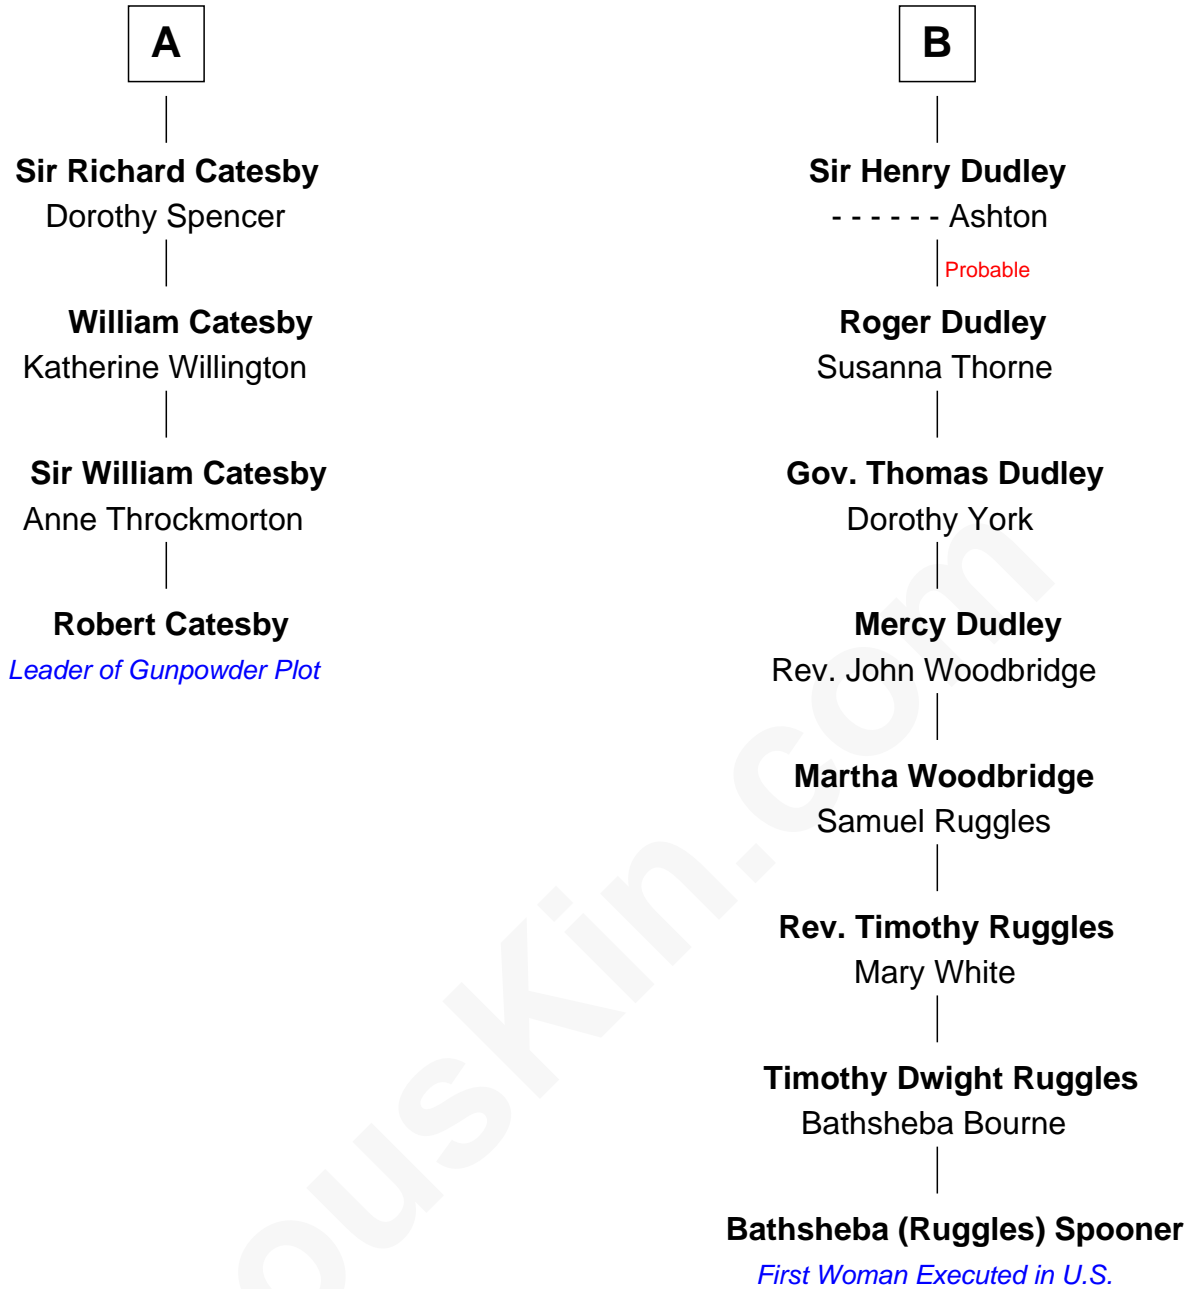 A
Sir Richard Catesby
Dorothy Spencer
William Catesby
Katherine Willington
Sir William Catesby
Anne Throckmorton
Robert Catesby
Leader of Gunpowder Plot
B
Sir Henry Dudley
- - - - - - Ashton
Probable
Roger Dudley
Susanna Thorne
Gov. Thomas Dudley
Dorothy York
Mercy Dudley
Rev. John Woodbridge
Martha Woodbridge
Samuel Ruggles
Rev. Timothy Ruggles
Mary White
Timothy Dwight Ruggles
Bathsheba Bourne
Bathsheba (Ruggles) Spooner
First Woman Executed in U.S.
ousKin.com